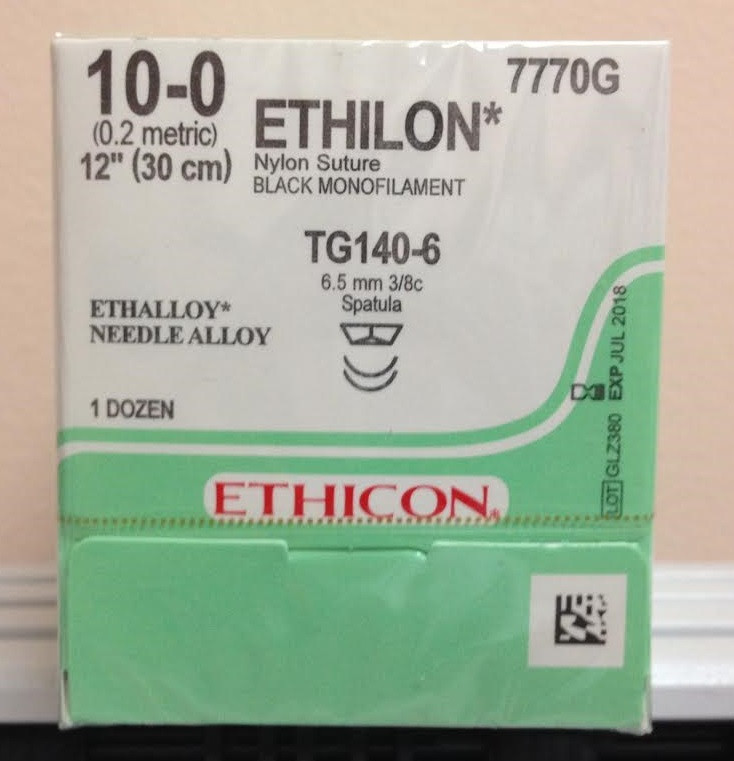 10-0
(0.2 metric)
12" (30 cm)
7770G
ETHILON*
Nylon Suture
BLACK MONOFILAMENT
TG140-6
6.5 mm 3/8c
Spatula
ETHALLOY*
NEEDLE ALLOY
1 DOZEN
LOT GLZ380 EXP JUL 2018
ETHICON*